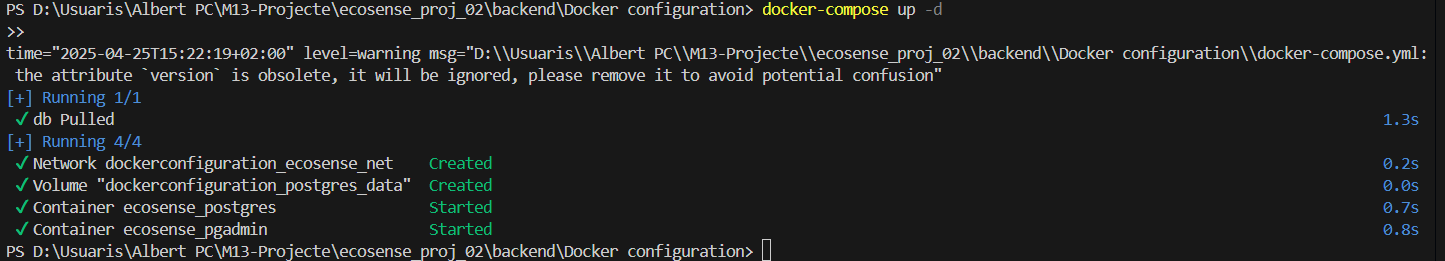 PS D:\Usuaris\Albert PC\M13-Projecte\ecosense_proj_02\backend\Docker configuration> docker-compose up -d
>>
time="2025-04-25T15:22:19+02:00" level=warning msg="D:\\Usuaris\\Albert PC\\M13-Projecte\\ecosense_proj_02\\backend\\Docker configuration\\docker-compose.yml:
the attribute `version` is obsolete, it will be ignored, please remove it to avoid potential confusion"
[+] Running 1/1
✓ db Pulled 1.3s
[+] Running 4/4
✓ Network dockerconfiguration_ecosense_net Created 0.2s
✓ Volume "dockerconfiguration_postgres_data" Created 0.0s
✓ Container ecosense_postgres Started 0.7s
✓ Container ecosense_pgadmin Started 0.8s
PS D:\Usuaris\Albert PC\M13-Projecte\ecosense_proj_02\backend\Docker configuration>